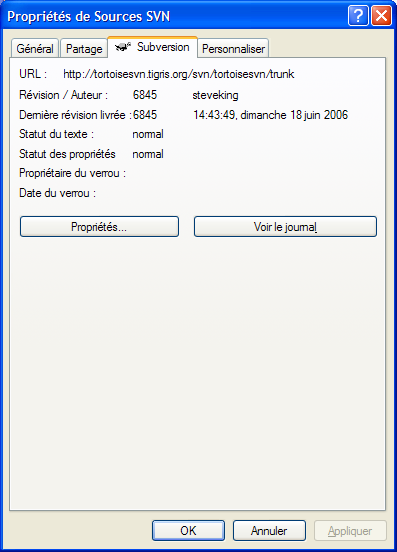 Propriétés de Sources SVN
Général Partage Subversion Personnaliser
URL : http://tortoisesvn.tigris.org/svn/tortoisesvn/trunk
Révision / Auteur : 6845 steveking
Dernière révision livrée : 6845 14:43:49, dimanche 18 juin 2006
Statut du texte : normal
Statut des propriétés normal
Propriétaire du verrou :
Date du verrou :
Propriétés... Voir le journal
OK Annuler Appliquer